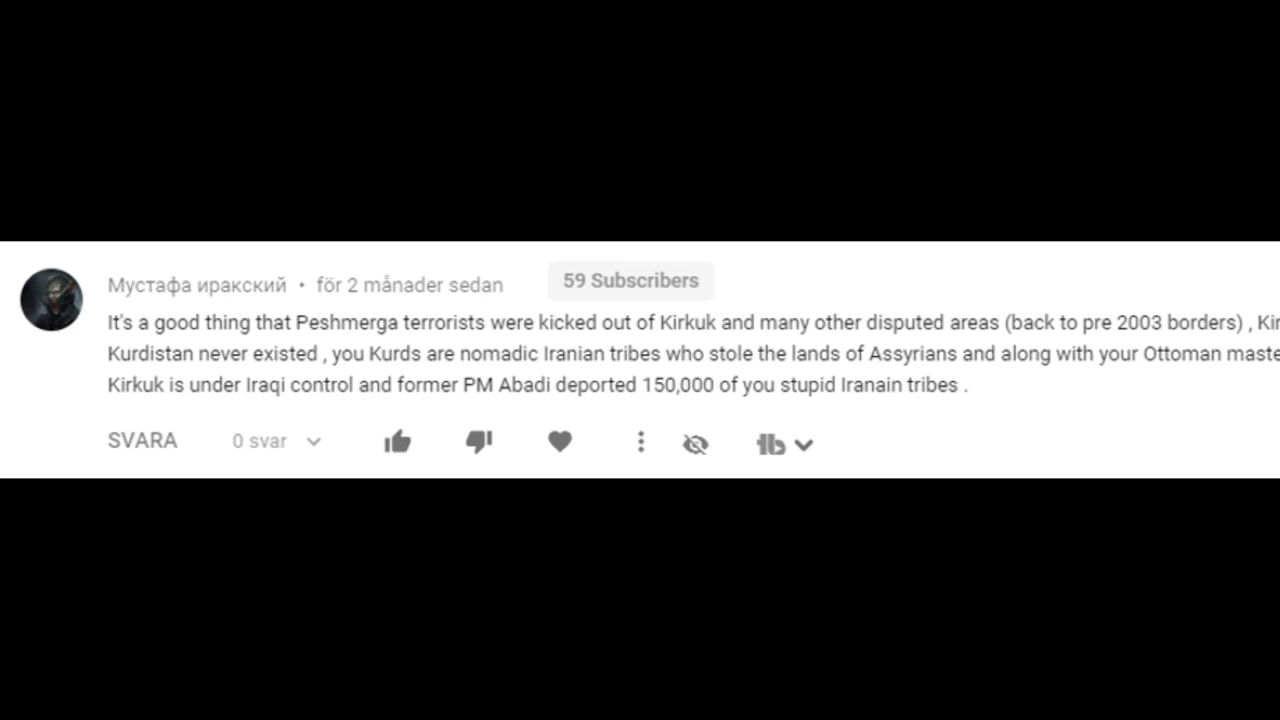 Мустафа иракский • för 2 månader sedan 59 Subscribers
It's a good thing that Peshmerga terrorists were kicked out of Kirkuk and many other disputed areas (back to pre 2003 borders) ,
Kurdistan never existed , you Kurds are nomadic Iranian tribes who stole the lands of Assyrians and along with your Ottoman
Kirkuk is under Iraqi control and former PM Abadi deported 150,000 of you stupid Iranain tribes .
SVARA 0 svar